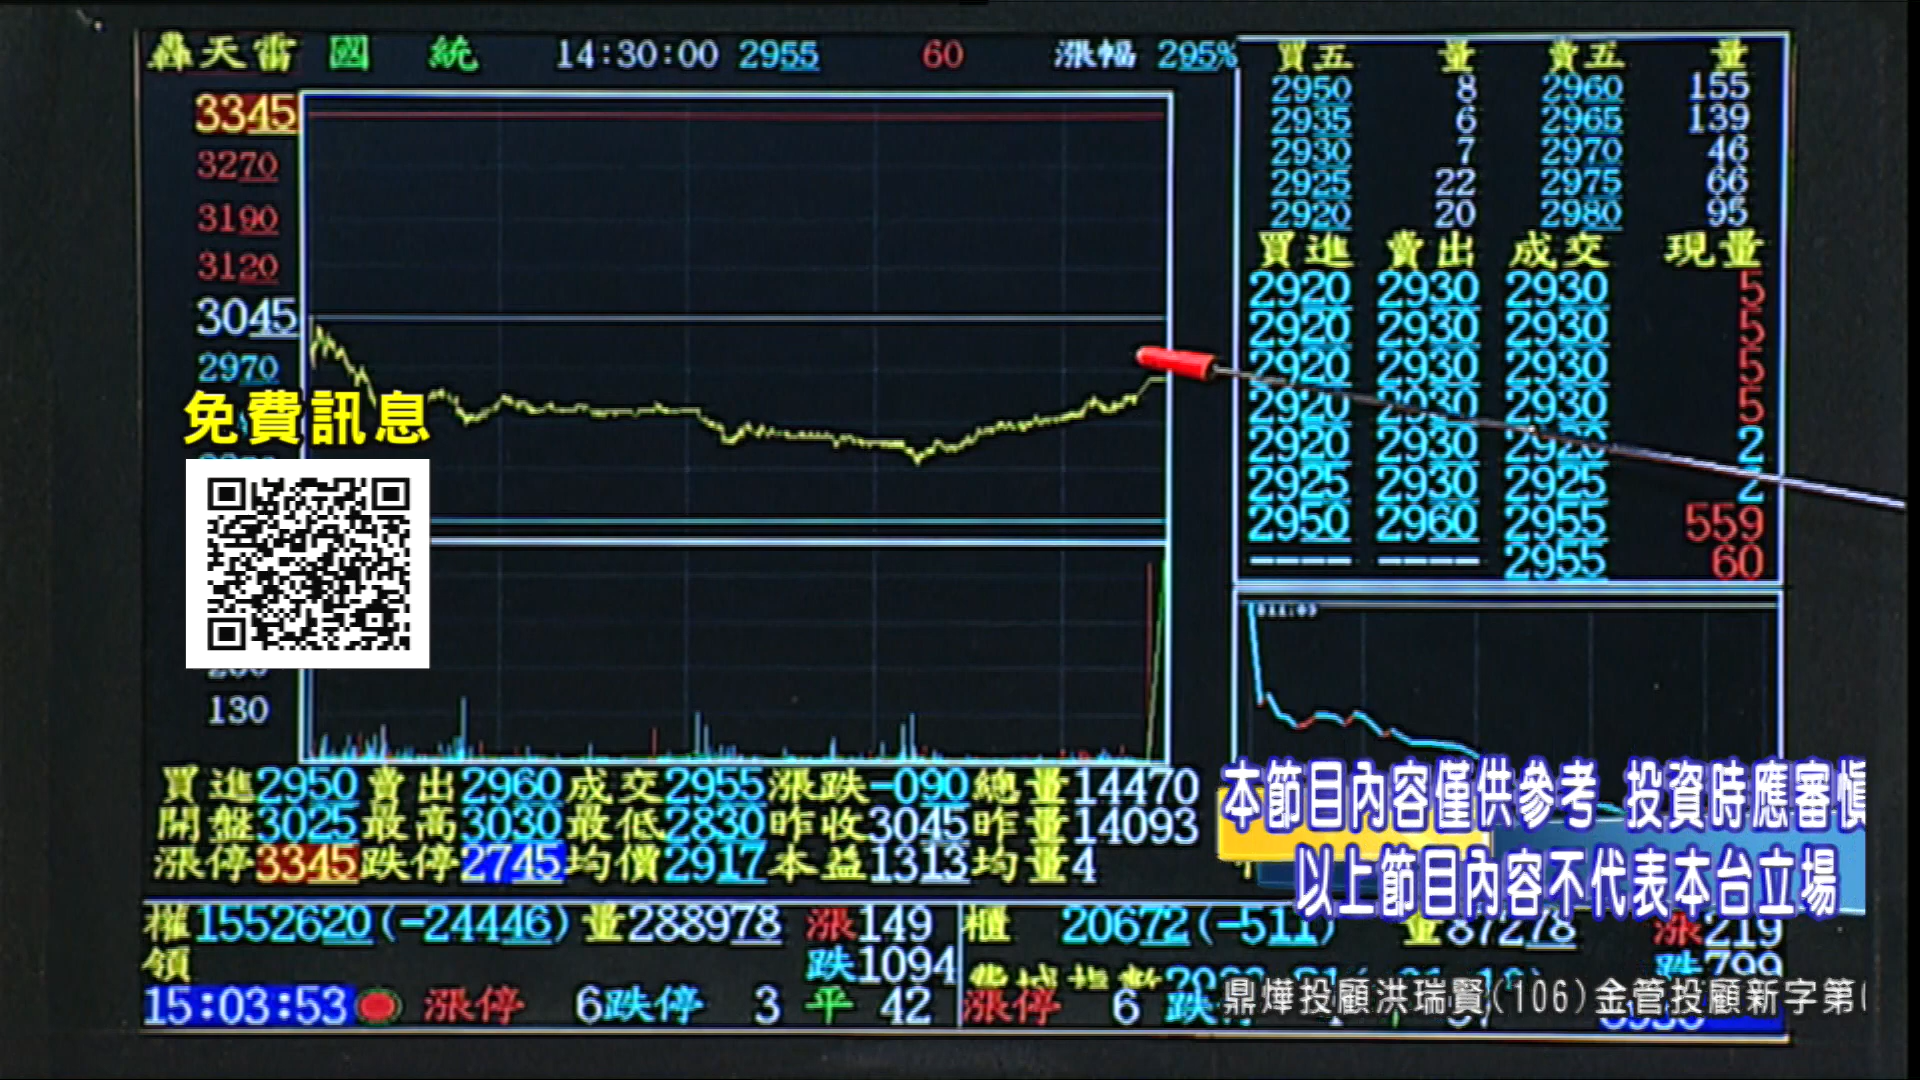 轟天雷 國 統 14:30:00 2955 60 漲幅 295%
3345
3270
3190
3120
3045
2970
免費訊息
130
買五 量 賣五 量
2950 8 2960 155
2935 6 2965 139
2930 7 2970 46
2925 22 2975 66
2920 20 2980 95
買進 賣出 成交 現量
2920 2930 2930 5
2920 2930 2930 5
2920 2930 2930 5
2920 2930 2930 5
2920 2930 2920 2
2925 2930 2925 2
2950 2960 2955 559
---- ---- 2955 60
買進2950賣出2960成交2955漲跌-090總量14470
開盤3025最高3030最低2830昨收3045昨量14093
漲停3345跌停2745均價2917本益1313均量4
本節目內容僅供參考 投資時應審慎
以上節目內容不代表本台立場
權1552620(-24446)量288978 漲149
領 跌1094
15:03:53 漲停 6跌停 3 平 42
櫃 20672(-511) 量87278 漲219
跌799
漲停 6
鼎燁投顧洪瑞賢(106)金管投顧新字第